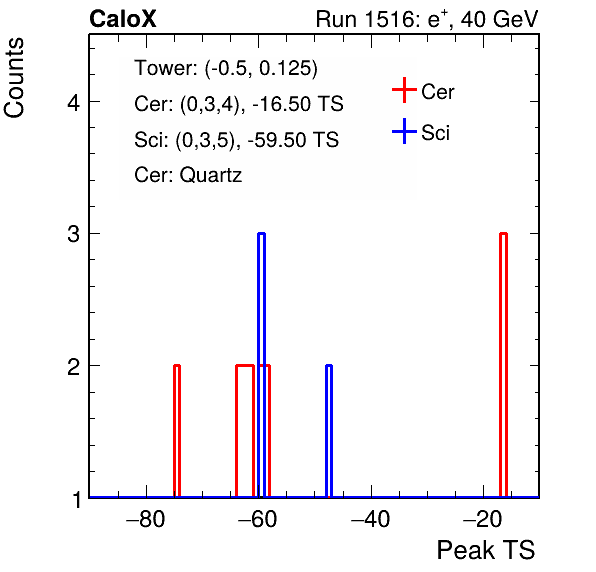 CaloX Run 1516: e⁺, 40 GeV
Counts
Tower: (-0.5, 0.125)
Cer: (0,3,4), -16.50 TS
Sci: (0,3,5), -59.50 TS
Cer: Quartz
Cer
Sci
4
3
2
1
−80 −60 −40 −20
Peak TS